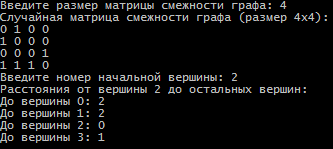 Введите размер матрицы смежности графа: 4
Случайная матрица смежности графа (размер 4x4):
0 1 0 0
1 0 0 0
0 0 0 1
1 1 1 0
Введите номер начальной вершины: 2
Расстояния от вершины 2 до остальных вершин:
До вершины 0: 2
До вершины 1: 2
До вершины 2: 0
До вершины 3: 1